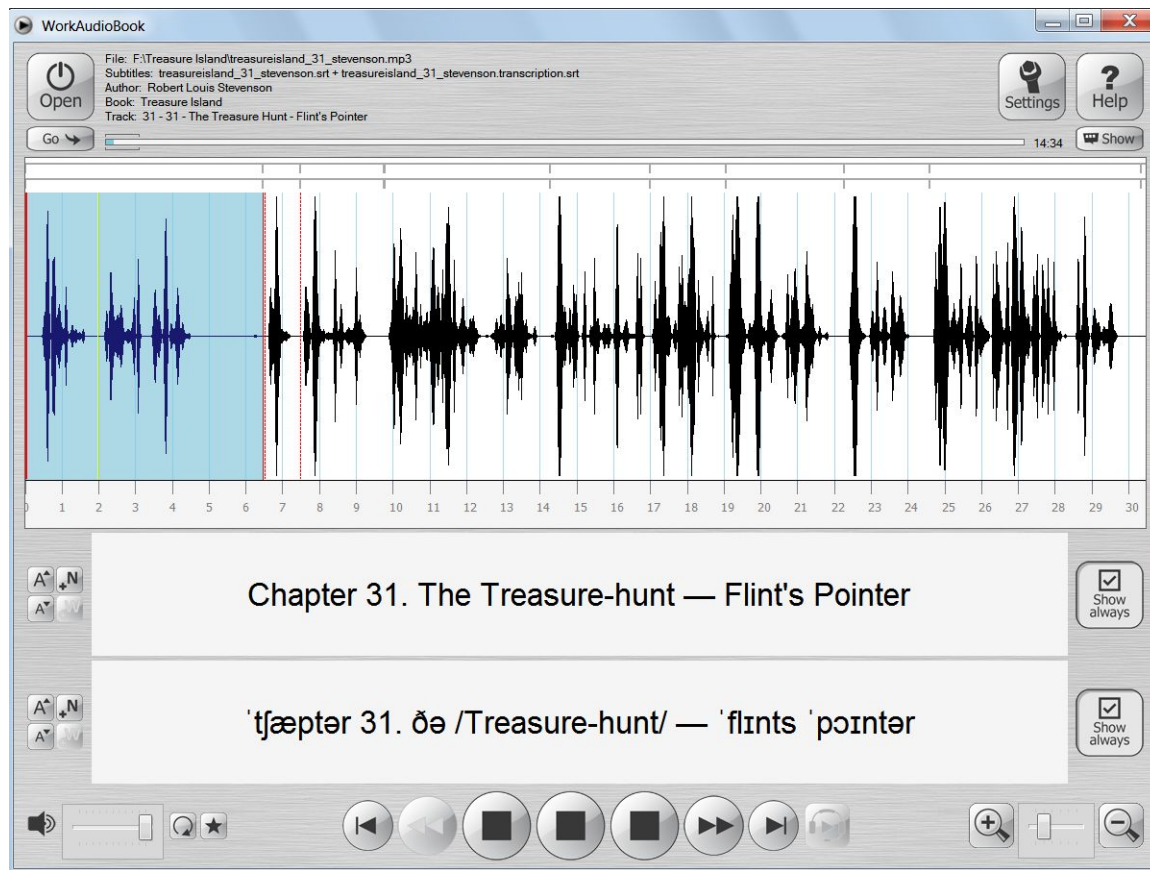 WorkAudioBook
File: F:\Treasure Island\treasureisland_31_stevenson.mp3
Subtitles: treasureisland_31_stevenson.srt + treasureisland_31_stevenson.transcription.srt
Author: Robert Louis Stevenson
Book: Treasure Island
Track: 31 - 31 - The Treasure Hunt - Flint's Pointer
Open
Settings
Help
Go
14:34
Show
0 1 2 3 4 5 6 7 8 9 10 11 12 13 14 15 16 17 18 19 20 21 22 23 24 25 26 27 28 29 30
A N
A W
Chapter 31. The Treasure-hunt — Flint's Pointer
Show
always
A N
A W
ˈtʃæptər 31. ðə /Treasure-hunt/ — ˈflɪnts ˈpɔɪntər
Show
always